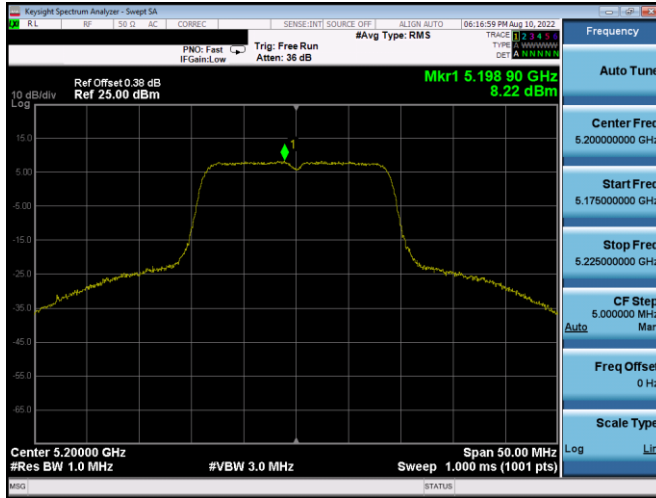 Keysight Spectrum Analyzer - Swept SA
RL RF 50 Ω AC CORREC SENSE:INT SOURCE OFF ALIGN AUTO 06:16:59 PM Aug 10, 2022
#Avg Type: RMS
TRACE 1 2 3 4 5 6
TYPE A WWWWW
DET A N N N N N
PNO: Fast Trig: Free Run
IFGain:Low Atten: 36 dB
Mkr1 5.198 90 GHz
8.22 dBm
Ref Offset 0.38 dB
10 dB/div Ref 25.00 dBm
Log
1
15.0
5.00
-5.00
-15.0
-25.0
-35.0
-45.0
-55.0
-65.0
Center 5.20000 GHz Span 50.00 MHz
#Res BW 1.0 MHz #VBW 3.0 MHz Sweep 1.000 ms (1001 pts)
MSG STATUS
Frequency
Auto Tune
Center Freq
5.200000000 GHz
Start Freq
5.175000000 GHz
Stop Freq
5.225000000 GHz
CF Step
5.000000 MHz
Auto Man
Freq Offset
0 Hz
Scale Type
Log Lin